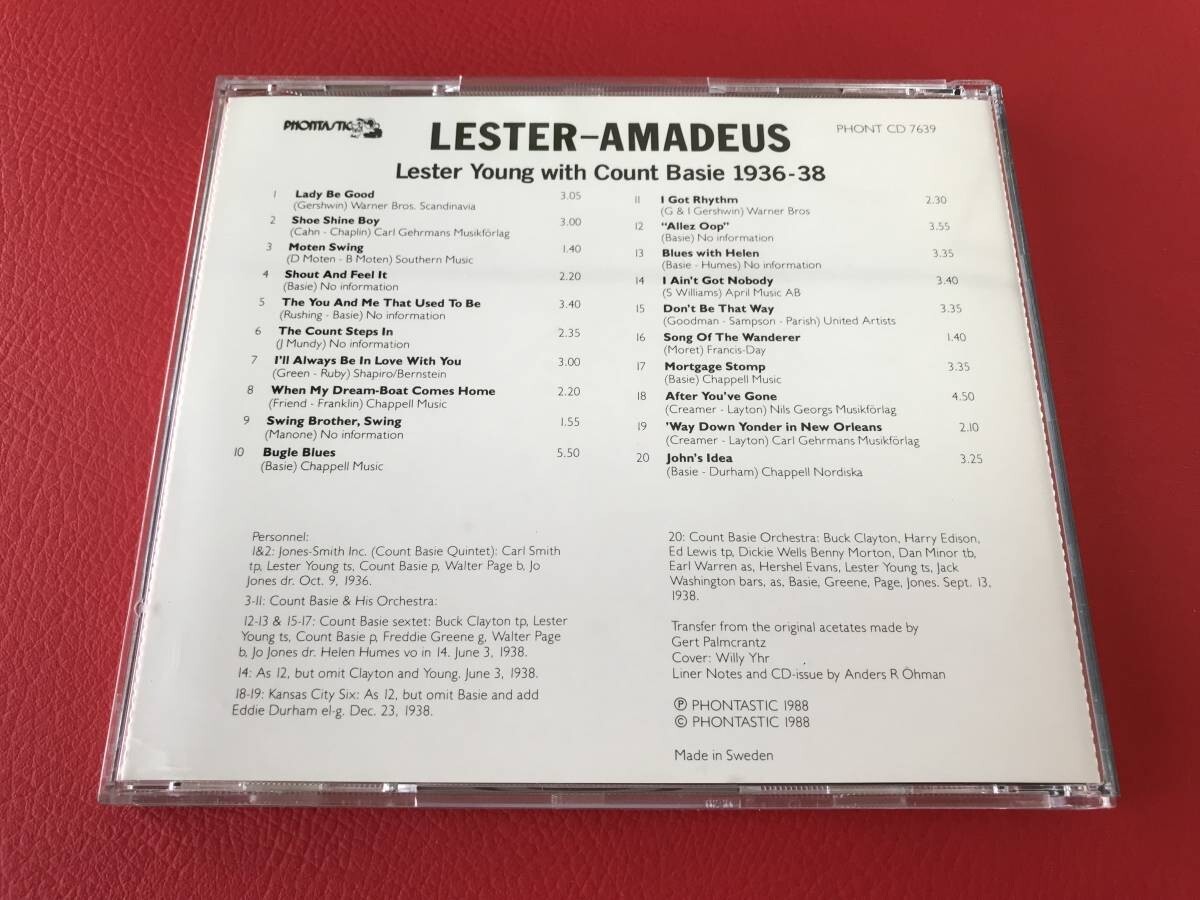 PHONTASTIC
LESTER–AMADEUS
PHONT CD 7639
Lester Young with Count Basie 1936-38
1 Lady Be Good 3.05
(Gershwin) Warner Bros. Scandinavia
2 Shoe Shine Boy 3.00
(Cahn - Chaplin) Carl Gehrmans Musikförlag
3 Moten Swing 1.40
(D Moten - B Moten) Southern Music
4 Shout And Feel It 2.20
(Basie) No information
5 The You And Me That Used To Be 3.40
(Rushing - Basie) No information
6 The Count Steps In 2.35
(J Mundy) No information
7 I'll Always Be In Love With You 3.00
(Green - Ruby) Shapiro/Bernstein
8 When My Dream-Boat Comes Home 2.20
(Friend - Franklin) Chappell Music
9 Swing Brother, Swing 1.55
(Manone) No information
10 Bugle Blues 5.50
(Basie) Chappell Music
11 I Got Rhythm 2.30
(G & I Gershwin) Warner Bros
12 “Allez Oop” 3.55
(Basie) No information
13 Blues with Helen 3.35
(Basie - Humes) No information
14 I Ain't Got Nobody 3.40
(S Williams) April Music AB
15 Don't Be That Way 3.35
(Goodman - Sampson - Parish) United Artists
16 Song Of The Wanderer 1.40
(Moret) Francis-Day
17 Mortgage Stomp 3.35
(Basie) Chappell Music
18 After You've Gone 4.50
(Creamer - Layton) Nils Georgs Musikförlag
19 'Way Down Yonder in New Orleans 2.10
(Creamer - Layton) Carl Gehrmans Musikförlag
20 John's Idea 3.25
(Basie - Durham) Chappell Nordiska
Personnel:
1&2: Jones-Smith Inc. (Count Basie Quintet): Carl Smith
tp, Lester Young ts, Count Basie p, Walter Page b, Jo
Jones dr. Oct. 9, 1936.
3-11: Count Basie & His Orchestra:
12-13 & 15-17: Count Basie sextet: Buck Clayton tp, Lester
Young ts, Count Basie p, Freddie Greene g, Walter Page
b, Jo Jones dr. Helen Humes vo in 14. June 3, 1938.
14: As 12, but omit Clayton and Young. June 3, 1938.
18-19: Kansas City Six: As 12, but omit Basie and add
Eddie Durham el-g. Dec. 23, 1938.
20: Count Basie Orchestra: Buck Clayton, Harry Edison,
Ed Lewis tp, Dickie Wells Benny Morton, Dan Minor tb,
Earl Warren as, Hershel Evans, Lester Young ts, Jack
Washington bars, as, Basie, Greene, Page, Jones. Sept. 13,
1938.
Transfer from the original acetates made by
Gert Palmcrantz
Cover: Willy Yhr
Liner Notes and CD-issue by Anders R Öhman
℗ PHONTASTIC 1988
© PHONTASTIC 1988
Made in Sweden